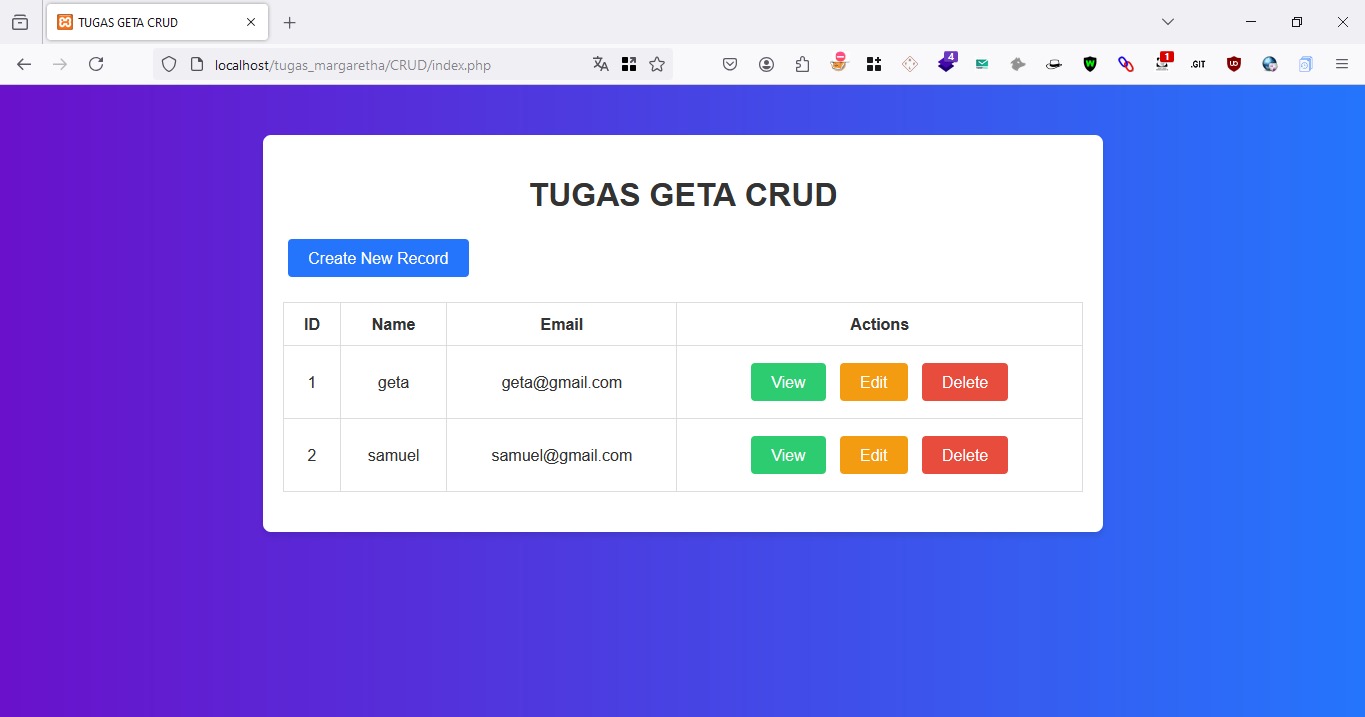 TUGAS GETA CRUD
localhost/tugas_margaretha/CRUD/index.php
4
W
1
.GIT
TUGAS GETA CRUD
Create New Record
ID Name Email Actions
1 geta geta@gmail.com View Edit Delete
2 samuel samuel@gmail.com View Edit Delete